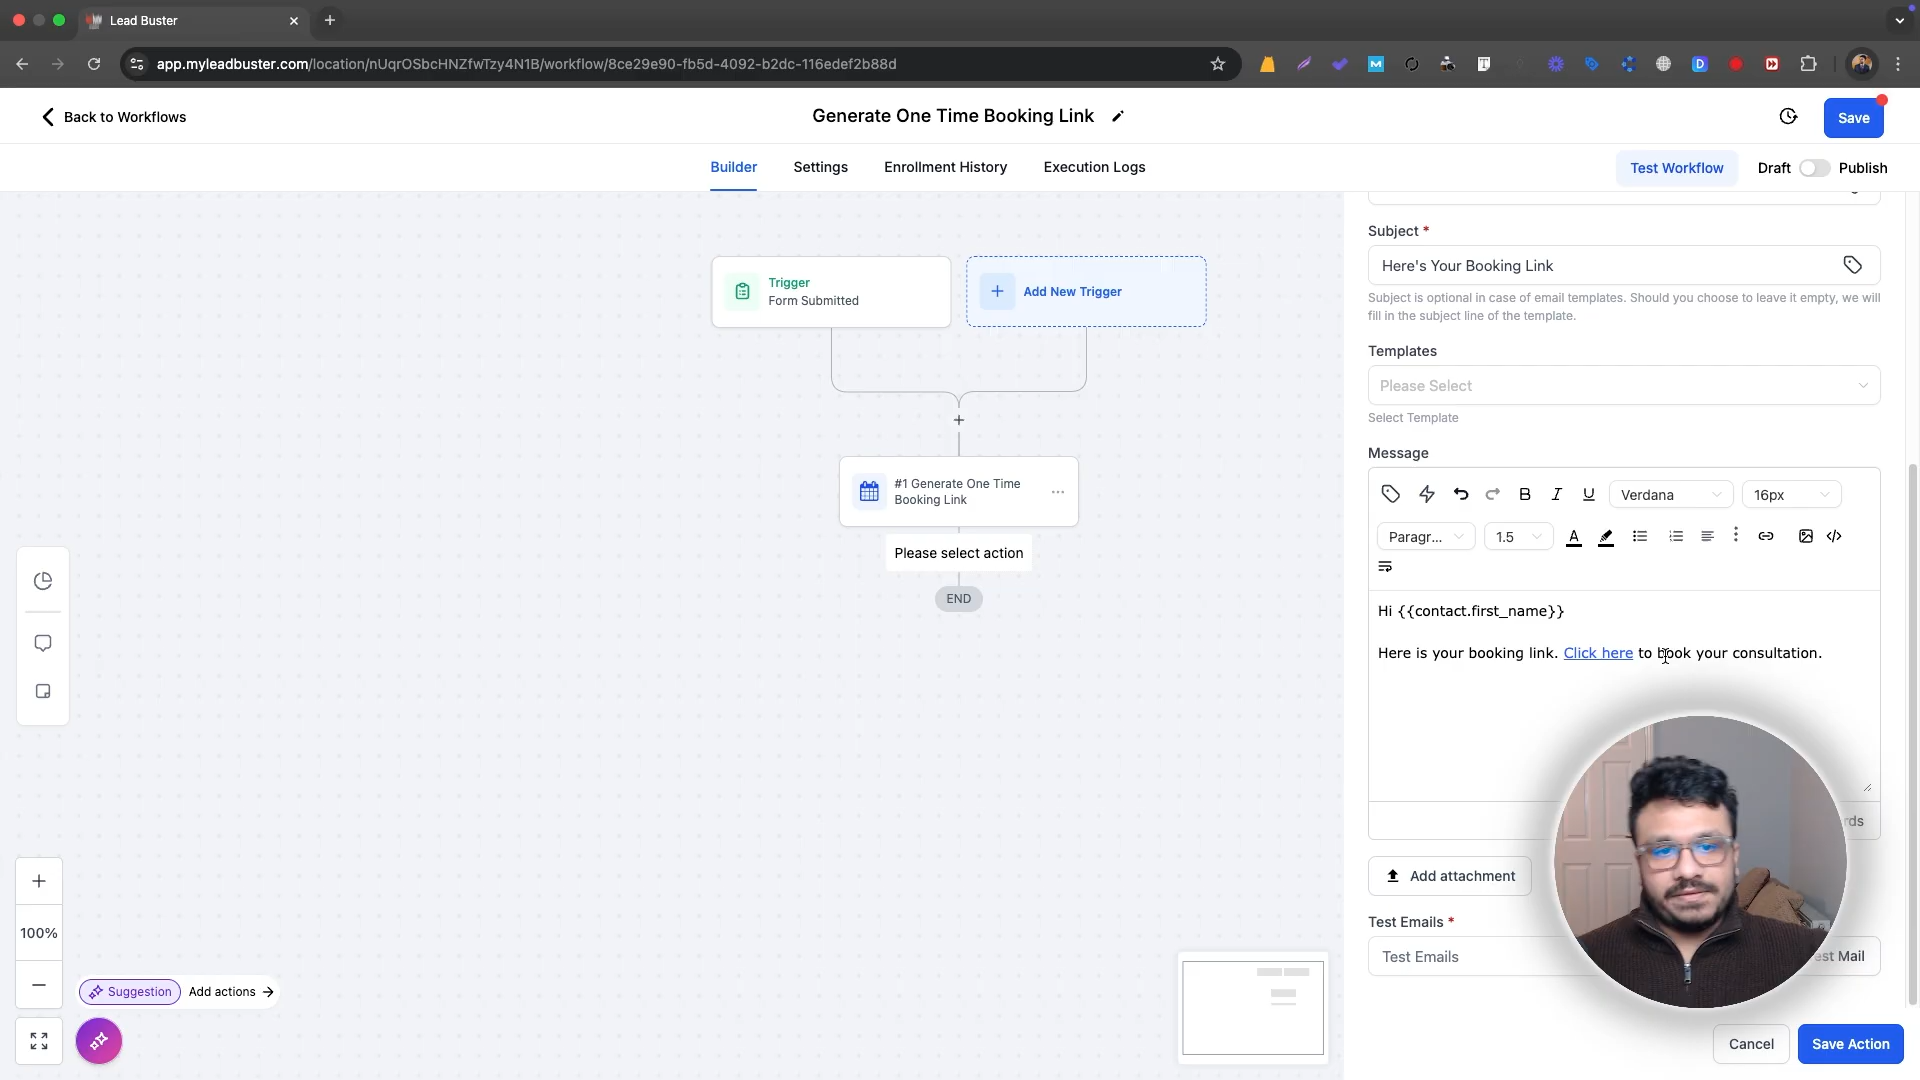 Lead Buster
app.myleadbuster.com/location/nUqrOSbcHNZfwTzy4N1B/workflow/8ce29e90-fb5d-4092-b2dc-116edef2b88d
Back to Workflows
Generate One Time Booking Link
Save
Builder
Settings
Enrollment History
Execution Logs
Test Workflow
Draft
Publish
Trigger
Form Submitted
Add New Trigger
#1 Generate One Time
Booking Link
Please select action
END
100%
Suggestion
Add actions
Subject *
Here's Your Booking Link
Subject is optional in case of email templates. Should you choose to leave it empty, we will
fill in the subject line of the template.
Templates
Please Select
Select Template
Message
Verdana
16px
Paragr...
1.5
Hi {{contact.first_name}}
Here is your booking link. Click here to book your consultation.
Add attachment
Test Emails *
Test Emails
Mail
Cancel
Save Action